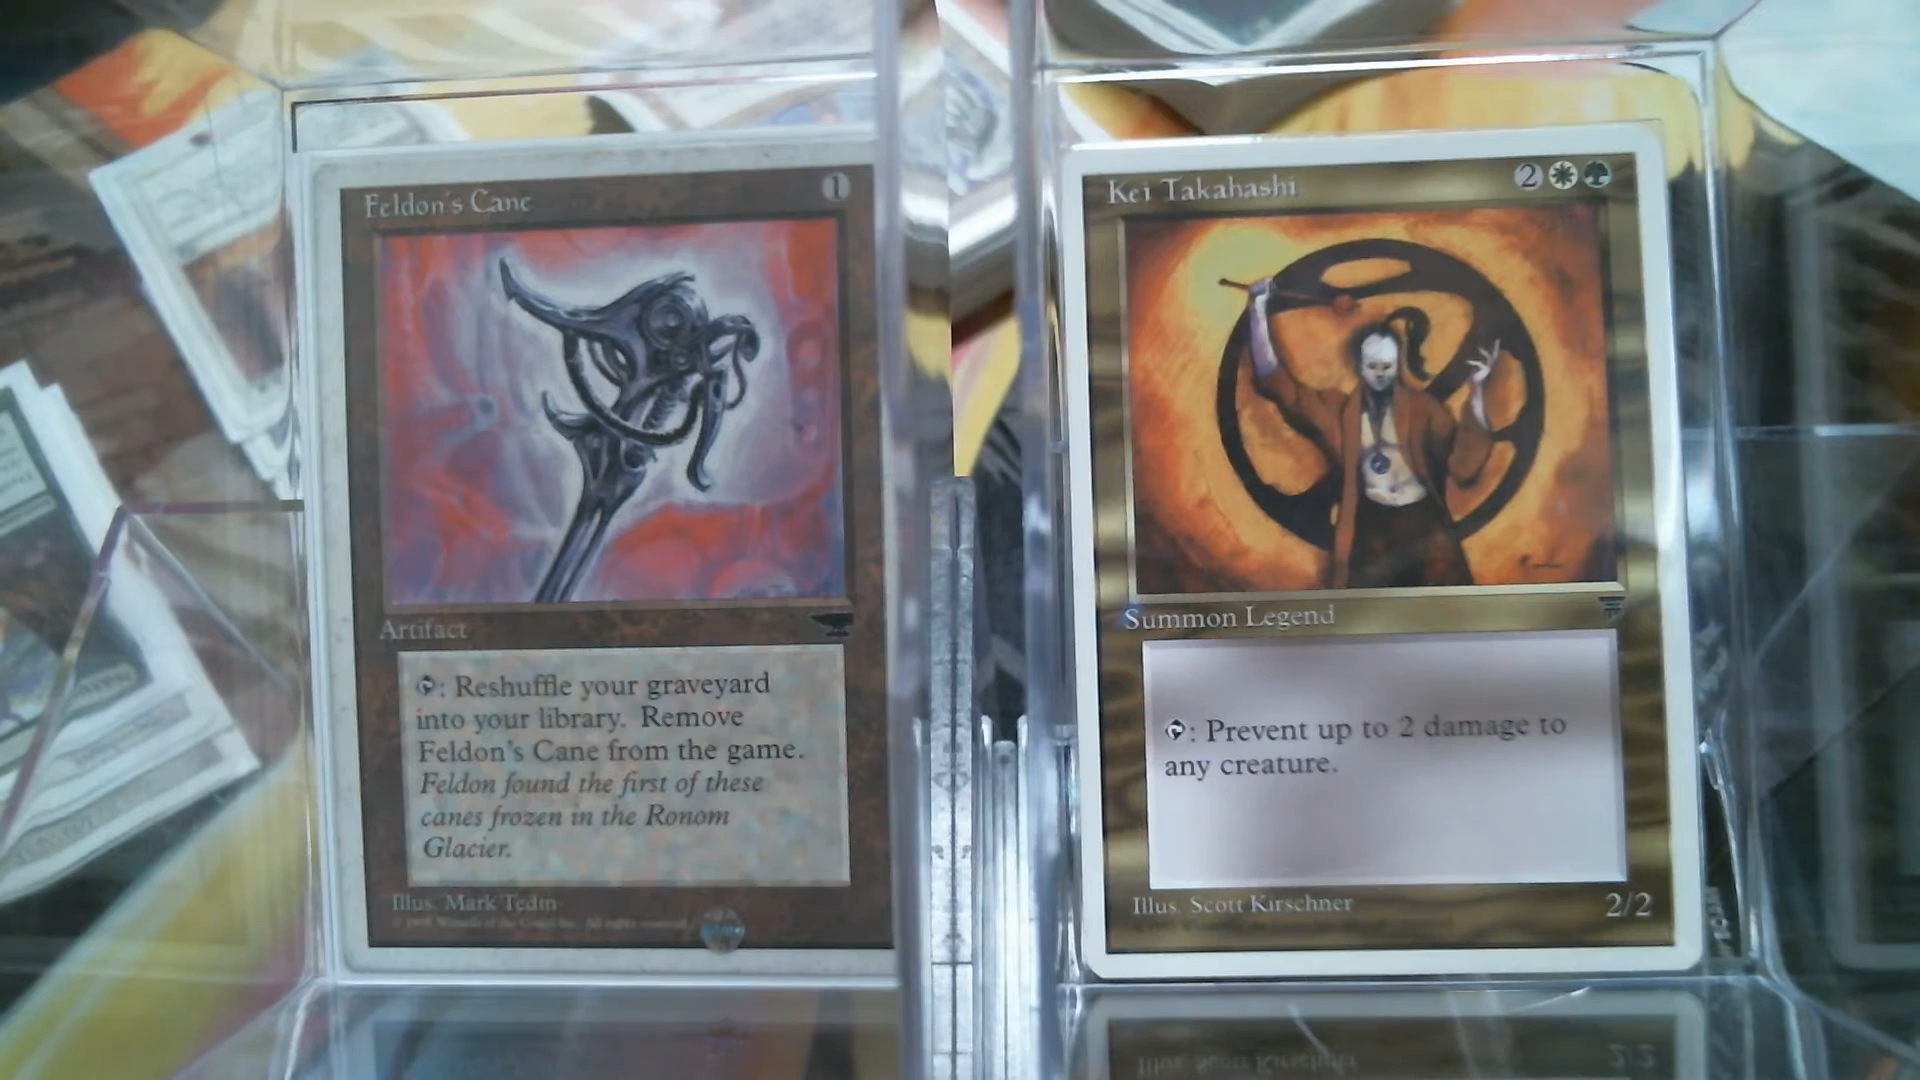 Feldon's Cane
1
Artifact
: Reshuffle your graveyard
into your library. Remove
Feldon's Cane from the game.
Feldon found the first of these
canes frozen in the Ronom
Glacier.
Illus. Mark Tedin
Kei Takahashi
2
Summon Legend
: Prevent up to 2 damage to
any creature.
Illus. Scott Kirschner
2/2